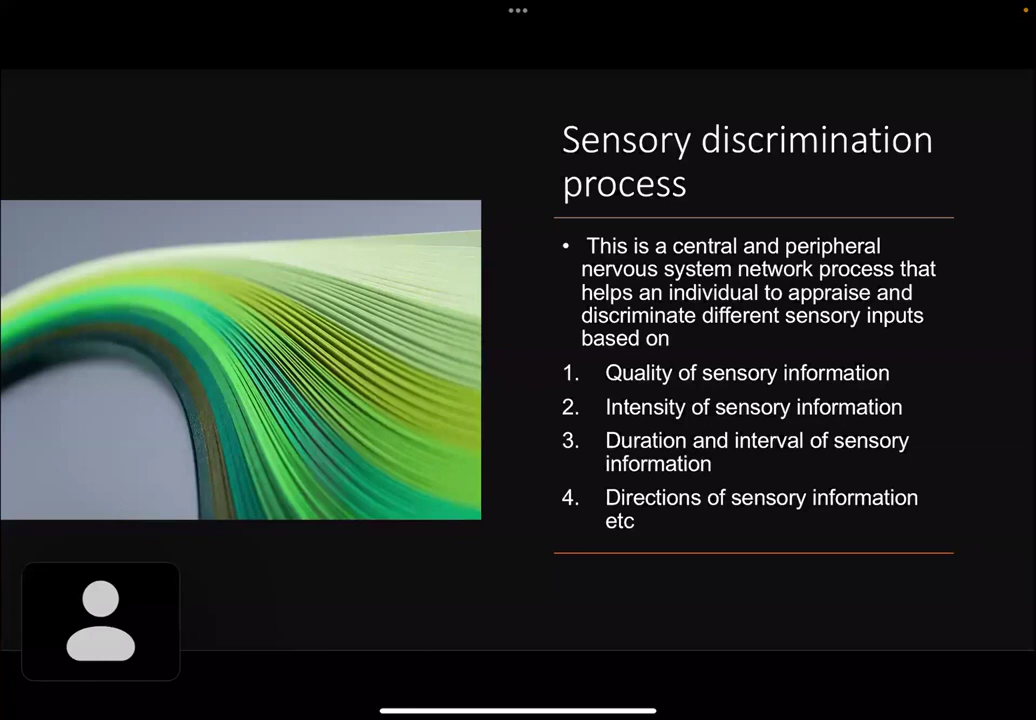 Sensory discrimination
process
• This is a central and peripheral
nervous system network process that
helps an individual to appraise and
discriminate different sensory inputs
based on
1. Quality of sensory information
2. Intensity of sensory information
3. Duration and interval of sensory
information
4. Directions of sensory information
etc